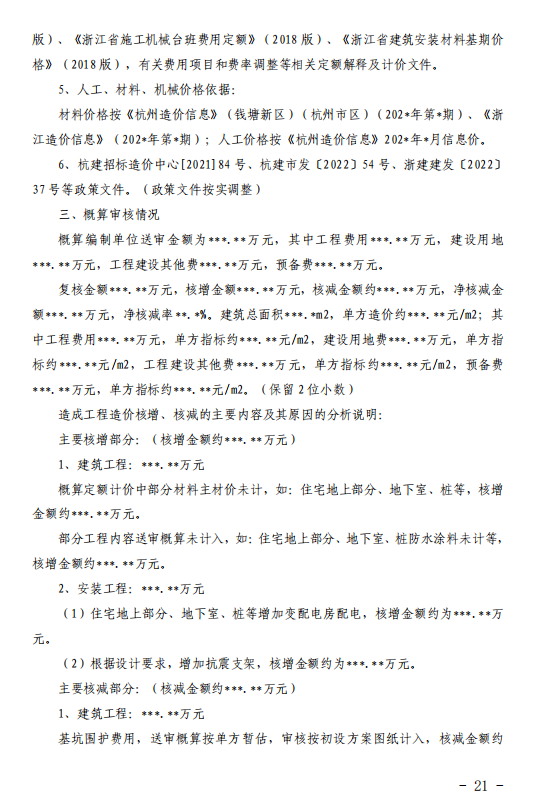 版）、《浙江省施工机械台班费用定额》（2018 版）、《浙江省建筑安装材料基期价
格》（2018 版），有关费用项目和费率调整等相关定额解释及计价文件。
5、人工、材料、机械价格依据：
材料价格按《杭州造价信息》（钱塘新区）（杭州市区）（202*年第*期）、《浙
江造价信息》（202*年第*期）；人工价格按《杭州造价信息》202*年*月信息价。
6、杭建招标造价中心[2021]84 号、杭建市发〔2022〕54 号、浙建建发〔2022〕
37 号等政策文件。（政策文件按实调整）
三、概算审核情况
概算编制单位送审金额为***.**万元，其中工程费用***.**万元，建设用地
***.**万元，工程建设其他费***.**万元，预备费***.**万元。
复核金额***.**万元，核增金额***.**万元，核减金额约***.**万元，净核减金
额***.**万元，净核减率**.*%。建筑总面积***.*m2，单方造价约***.**元/m2；其
中工程费用***.**万元，单方指标约***.**元/m2，建设用地费***.**万元，单方指
标约***.**元/m2，工程建设其他费***.**万元，单方指标约***.**元/m2，预备费
***.**万元，单方指标约***.**元/m2。（保留 2 位小数）
造成工程造价核增、核减的主要内容及其原因的分析说明：
主要核增部分：（核增金额约***.**万元）
1、建筑工程：***.**万元
概算定额计价中部分材料主材价未计，如：住宅地上部分、地下室、桩等，核增
金额约***.**万元。
部分工程内容送审概算未计入，如：住宅地上部分、地下室、桩防水涂料未计等，
核增金额约***.**万元。
2、安装工程：***.**万元
（1）住宅地上部分、地下室、桩等增加变配电房配电，核增金额约为***.**万
元。
（2）根据设计要求，增加抗震支架，核增金额约为***.**万元。
主要核减部分：（核减金额约***.**万元）
1、建筑工程：***.**万元
基坑围护费用，送审概算按单方暂估，审核按初设方案图纸计入，核减金额约
- 21 -